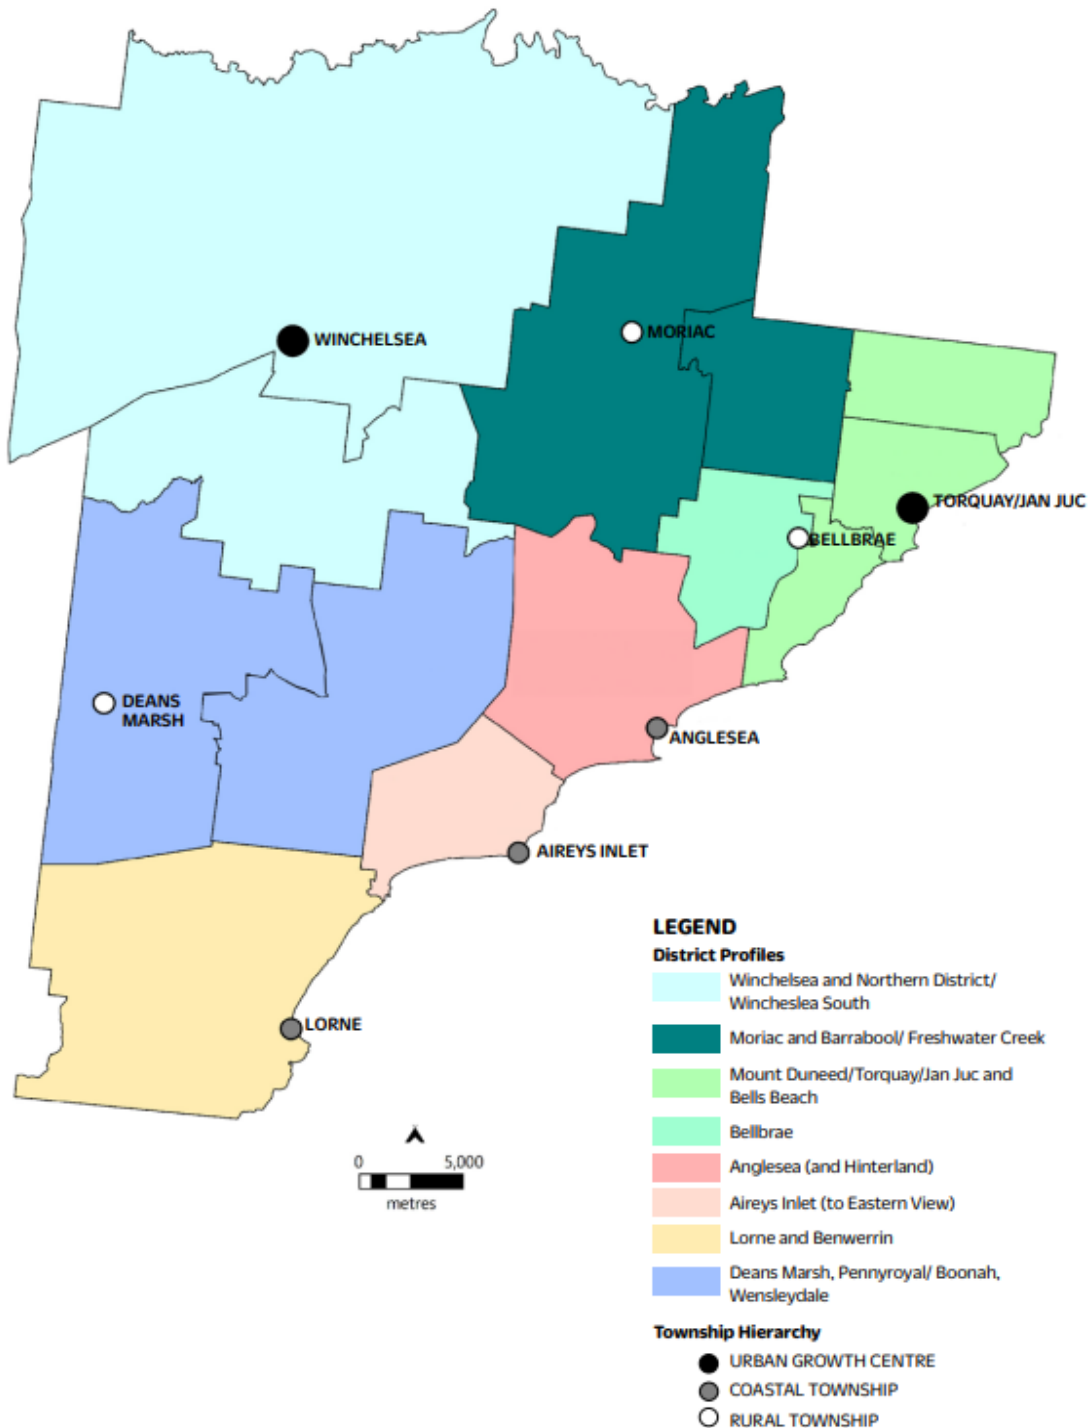 WINCHELSEA
MORIAC
TORQUAY/JAN JUC
BELLBRAE
DEANS
MARSH
ANGLESEA
AIREYS INLET
LORNE
0 5,000
metres
LEGEND
District Profiles
Winchelsea and Northern District/
Wincheslea South
Moriac and Barrabool/ Freshwater Creek
Mount Duneed/Torquay/Jan Juc and
Bells Beach
Bellbrae
Anglesea (and Hinterland)
Aireys Inlet (to Eastern View)
Lorne and Benwerrin
Deans Marsh, Pennyroyal/ Boonah,
Wensleydale
Township Hierarchy
URBAN GROWTH CENTRE
COASTAL TOWNSHIP
RURAL TOWNSHIP